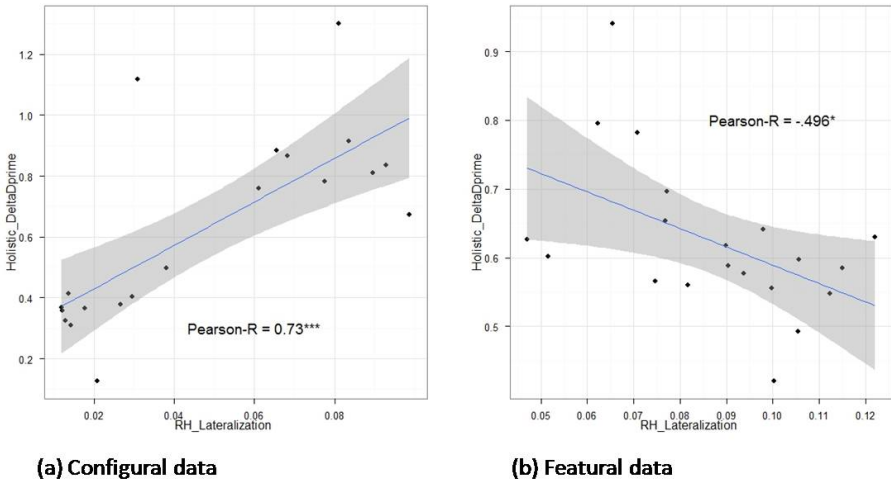 Holistic_DeltaDprime
1.2
1.0
0.8
0.6
0.4
0.2
Pearson-R = 0.73***
0.02 0.04 0.06 0.08
RH_Lateralization
(a) Configural data
Holistic_DeltaDprime
0.9
0.8
0.7
0.6
0.5
Pearson-R = -.496*
0.05 0.06 0.07 0.08 0.09 0.10 0.11 0.12
RH_Lateralization
(b) Featural data